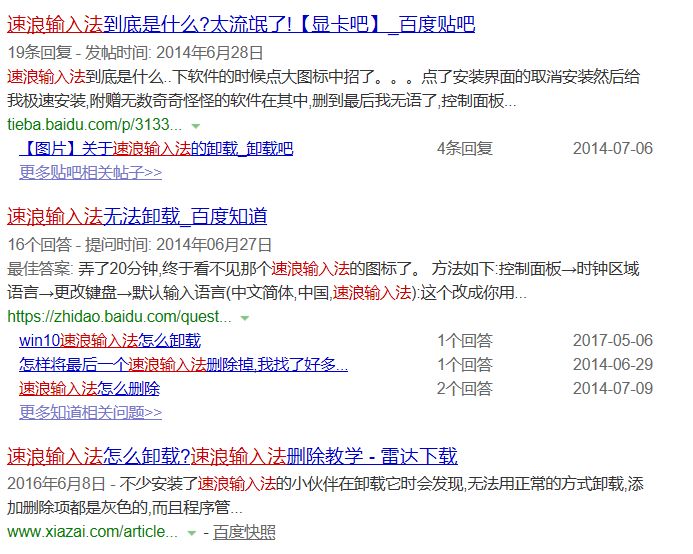 速浪输入法到底是什么?太流氓了!【显卡吧】_百度贴吧
19条回复 - 发帖时间: 2014年6月28日
速浪输入法到底是什么..下软件的时候点大图标中招了。。。点了安装界面的取消安装然后给
我极速安装,附赠无数奇奇怪怪的软件在其中,删到最后我无语了,控制面板...
tieba.baidu.com/p/3133...
【图片】关于速浪输入法的卸载_卸载吧 4条回复 2014-07-06
更多贴吧相关帖子>>
速浪输入法无法卸载_百度知道
16个回答 - 提问时间: 2014年06月27日
最佳答案: 弄了20分钟,终于看不见那个速浪输入法的图标了。 方法如下:控制面板→时钟区域
语言→更改键盘→默认输入语言(中文简体,中国,速浪输入法):这个改成你用...
https://zhidao.baidu.com/quest...
win10速浪输入法怎么卸载 1个回答 2017-05-06
怎样将最后一个速浪输入法删除掉,我找了好多... 1个回答 2014-06-29
速浪输入法怎么删除 2个回答 2014-07-09
更多知道相关问题>>
速浪输入法怎么卸载?速浪输入法删除教学 - 雷达下载
2016年6月8日 - 不少安装了速浪输入法的小伙伴在卸载它时会发现,无法用正常的方式卸载,添
加删除项都是灰色的,而且程序管...
www.xiazai.com/article... - 百度快照